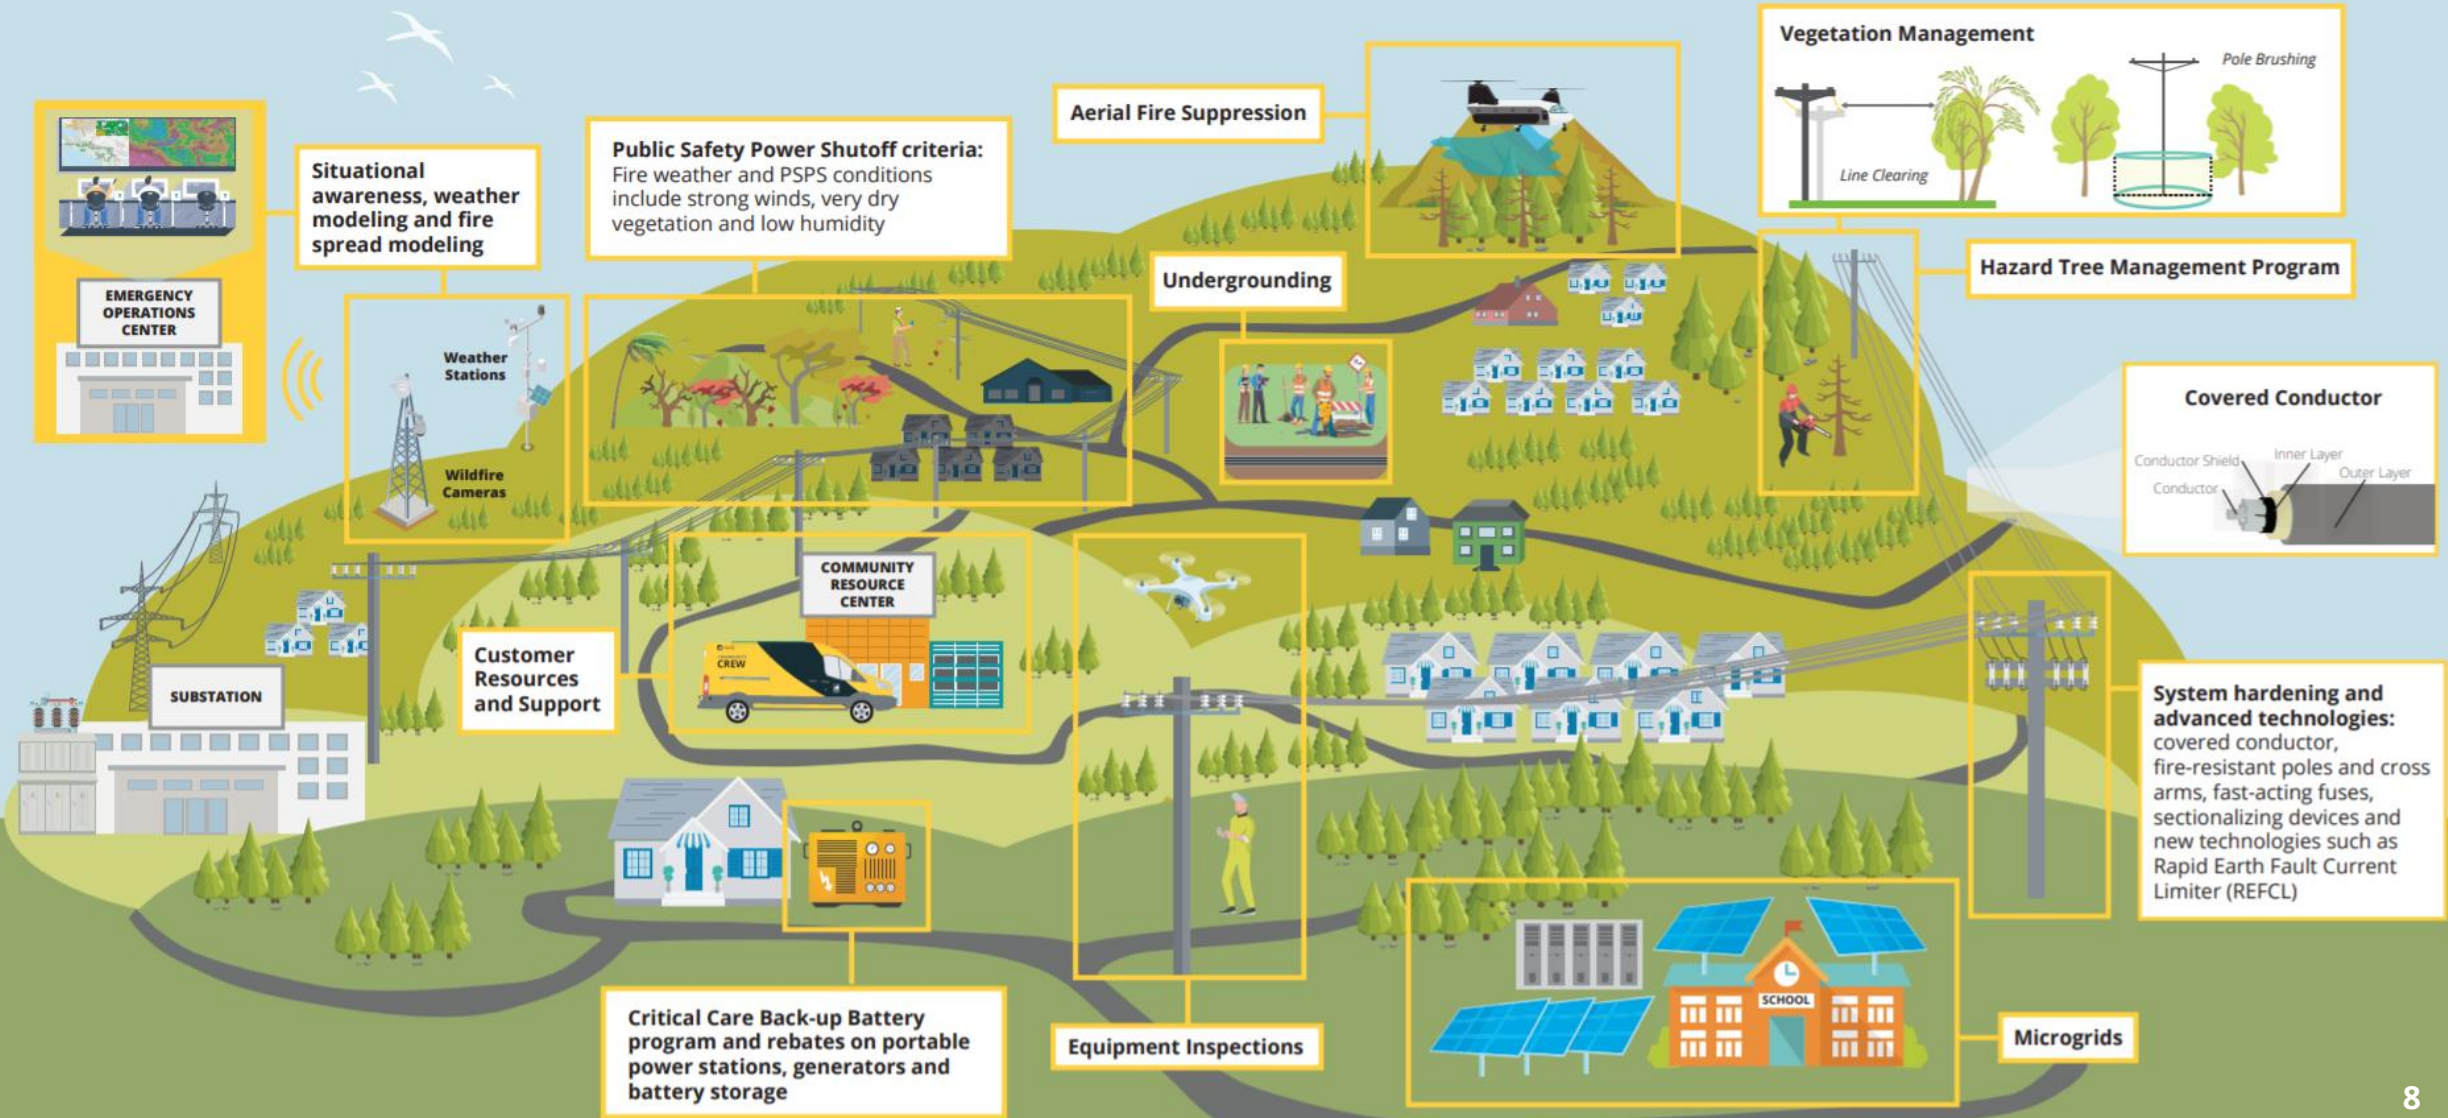 EMERGENCY
OPERATIONS
CENTER
Situational
awareness, weather
modeling and fire
spread modeling
Weather
Stations
Wildfire
Cameras
Public Safety Power Shutoff criteria:
Fire weather and PSPS conditions
include strong winds, very dry
vegetation and low humidity
Aerial Fire Suppression
Undergrounding
Vegetation Management
Pole Brushing
Line Clearing
Hazard Tree Management Program
Covered Conductor
Conductor Shield
Inner Layer
Outer Layer
Conductor
SUBSTATION
Customer
Resources
and Support
COMMUNITY
RESOURCE
CENTER
CREW
System hardening and
advanced technologies:
covered conductor,
fire-resistant poles and cross
arms, fast-acting fuses,
sectionalizing devices and
new technologies such as
Rapid Earth Fault Current
Limiter (REFCL)
Critical Care Back-up Battery
program and rebates on portable
power stations, generators and
battery storage
Equipment Inspections
SCHOOL
Microgrids
8